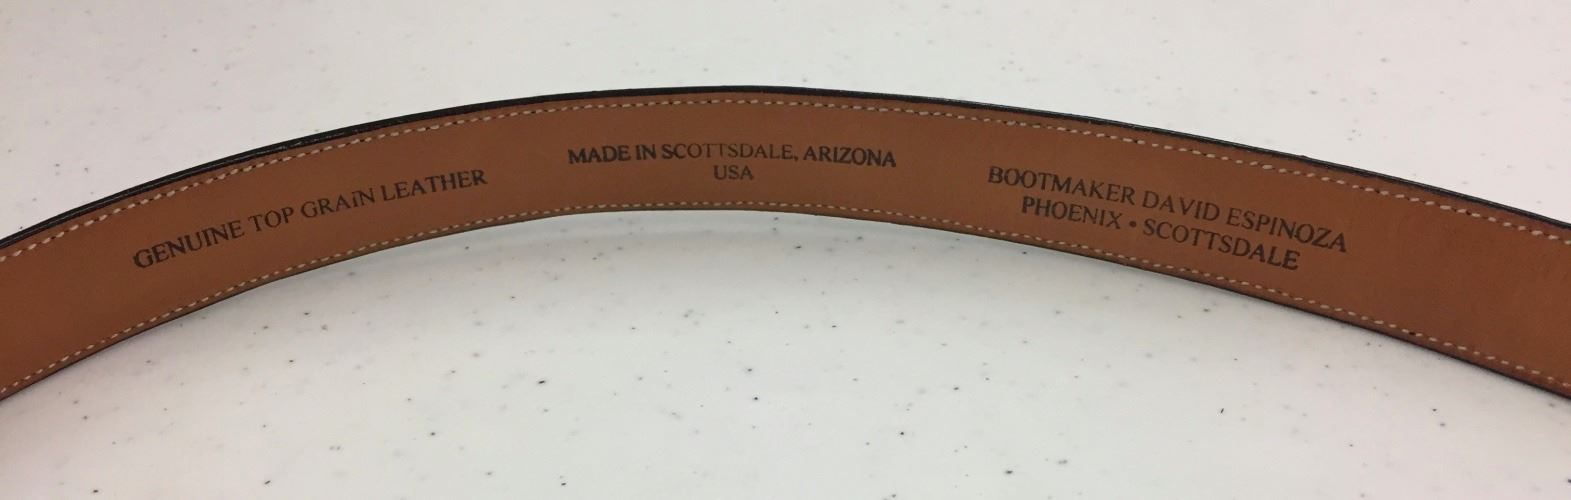 GENUINE TOP GRAiN LEATHER
MADE IN SCOTTSDALE, ARIZONA
USA
BOOTMAKER DAVID ESPINOZA
PHOENIX • SCOTTSDALE